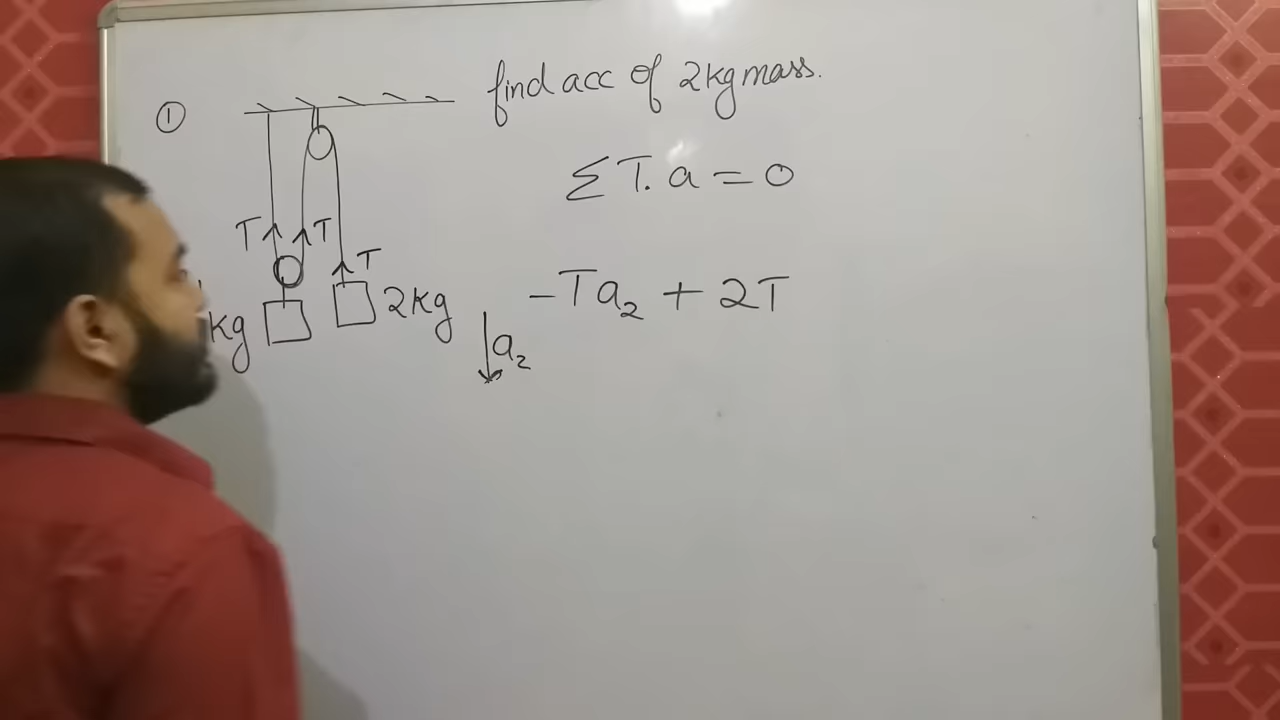 ① find acc of 2kg mass.
Σ T. a = 0
T T
T
kg 2kg
- Ta₂ + 2T
a₂